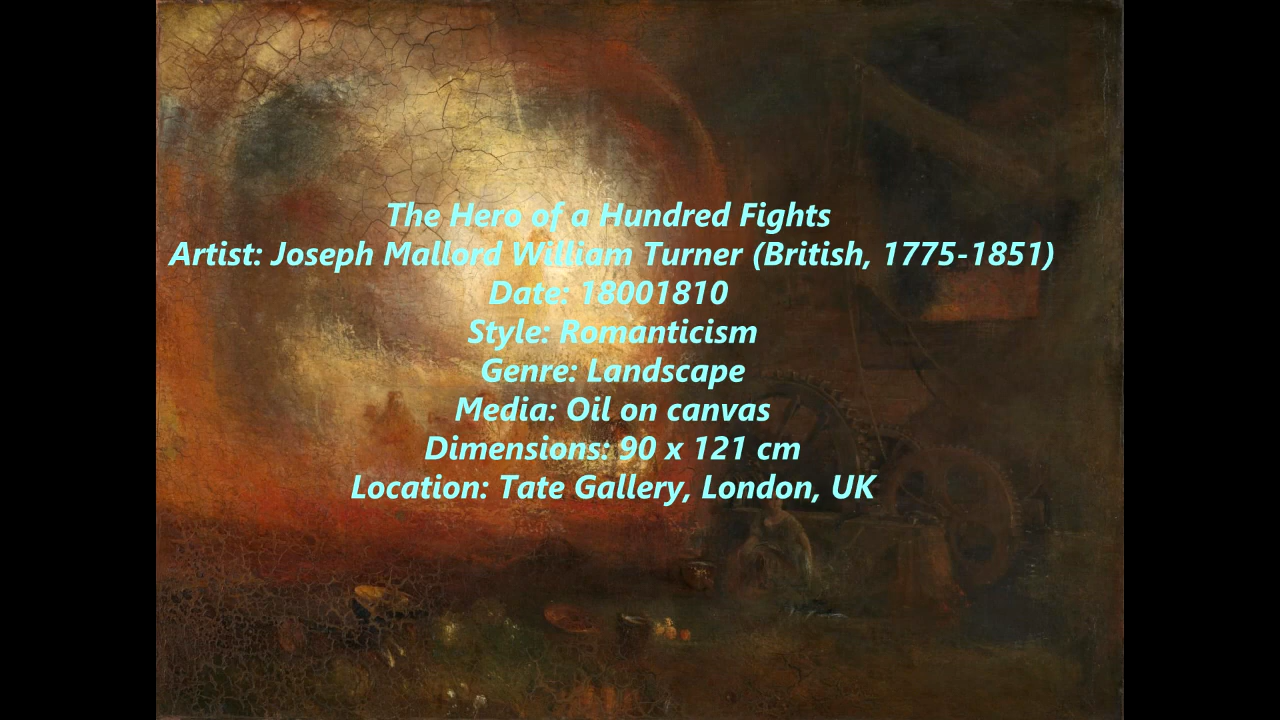 The Hero of a Hundred Fights
Artist: Joseph Mallord William Turner (British, 1775-1851)
Date: 18001810
Style: Romanticism
Genre: Landscape
Media: Oil on canvas
Dimensions: 90 x 121 cm
Location: Tate Gallery, London, UK